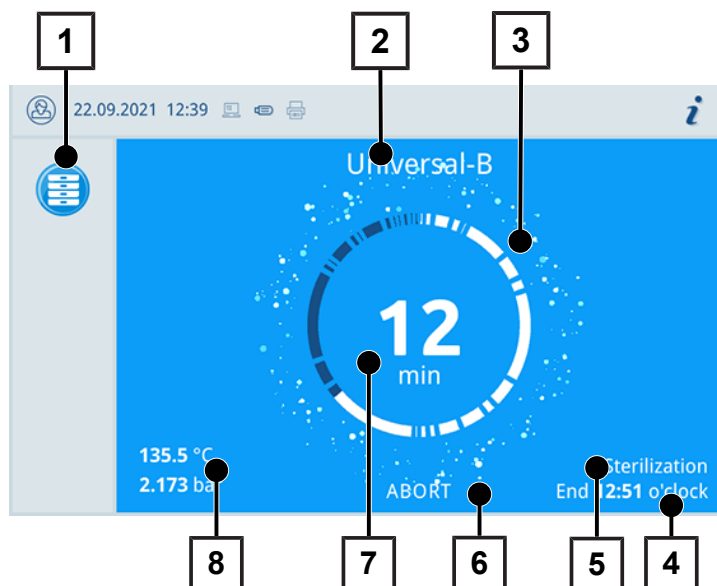 1 2 3
22.09.2021 12:39 i
Universal-B
12
min
135.5 °C
2.173 bar
Sterilization
ABORT
End 12:51 o'clock
8 7 6 5 4